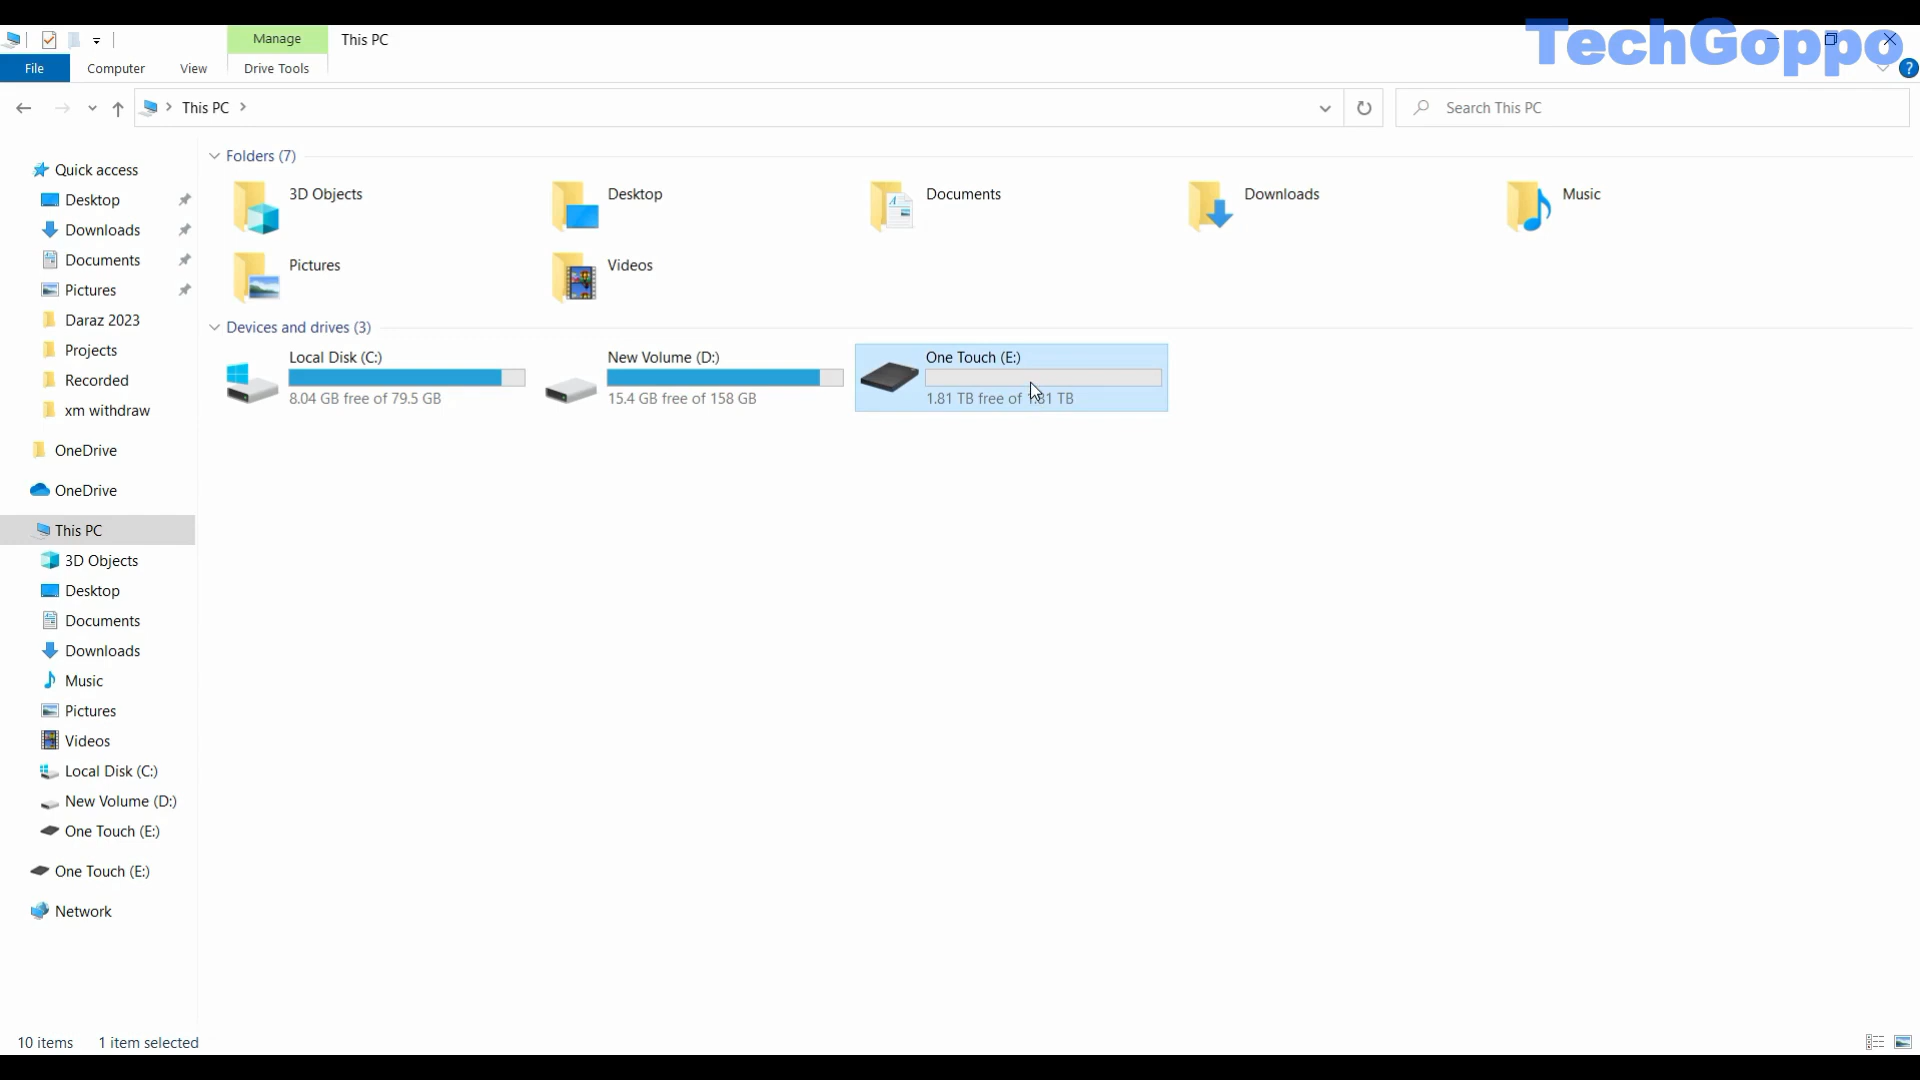 Manage
This PC
TechGoppo
File
Computer
View
Drive Tools
?
This PC
Search This PC
Quick access
Desktop
Downloads
Documents
Pictures
Daraz 2023
Projects
Recorded
xm withdraw
OneDrive
OneDrive
This PC
3D Objects
Desktop
Documents
Downloads
Music
Pictures
Videos
Local Disk (C:)
New Volume (D:)
One Touch (E:)
One Touch (E:)
Network
Folders (7)
3D Objects
Desktop
Documents
Downloads
Music
Pictures
Videos
Devices and drives (3)
Local Disk (C:)
8.04 GB free of 79.5 GB
New Volume (D:)
15.4 GB free of 158 GB
One Touch (E:)
1.81 TB free of 1.81 TB
10 items
1 item selected